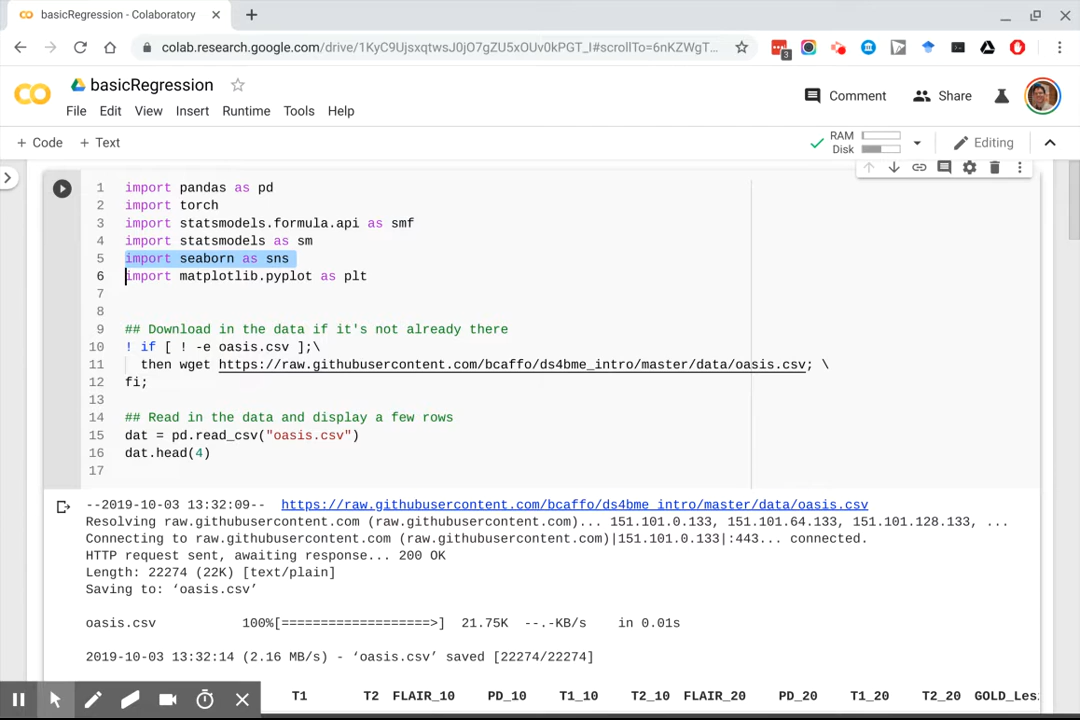 basicRegression - Colaboratory
colab.research.google.com/drive/1KyC9UjsxqtwsJ0jO7gZU5xOUv0kPGT_I#scrollTo=6nKZWgT...
3
basicRegression
File Edit View Insert Runtime Tools Help
Comment Share
+ Code + Text
RAM
Disk
Editing
1 import pandas as pd
2 import torch
3 import statsmodels.formula.api as smf
4 import statsmodels as sm
5 import seaborn as sns
6 import matplotlib.pyplot as plt
7
8
9 ## Download in the data if it's not already there
10 ! if [ ! -e oasis.csv ];\
11 then wget https://raw.githubusercontent.com/bcaffo/ds4bme_intro/master/data/oasis.csv; \
12 fi;
13
14 ## Read in the data and display a few rows
15 dat = pd.read_csv("oasis.csv")
16 dat.head(4)
17
--2019-10-03 13:32:09-- https://raw.githubusercontent.com/bcaffo/ds4bme_intro/master/data/oasis.csv
Resolving raw.githubusercontent.com (raw.githubusercontent.com)... 151.101.0.133, 151.101.64.133, 151.101.128.133, ...
Connecting to raw.githubusercontent.com (raw.githubusercontent.com)|151.101.0.133|:443... connected.
HTTP request sent, awaiting response... 200 OK
Length: 22274 (22K) [text/plain]
Saving to: ‘oasis.csv’
oasis.csv 100%[===================>] 21.75K --.-KB/s in 0.01s
2019-10-03 13:32:14 (2.16 MB/s) - ‘oasis.csv’ saved [22274/22274]
T1 T2 FLAIR_10 PD_10 T1_10 T2_10 FLAIR_20 PD_20 T1_20 T2_20 GOLD_Les